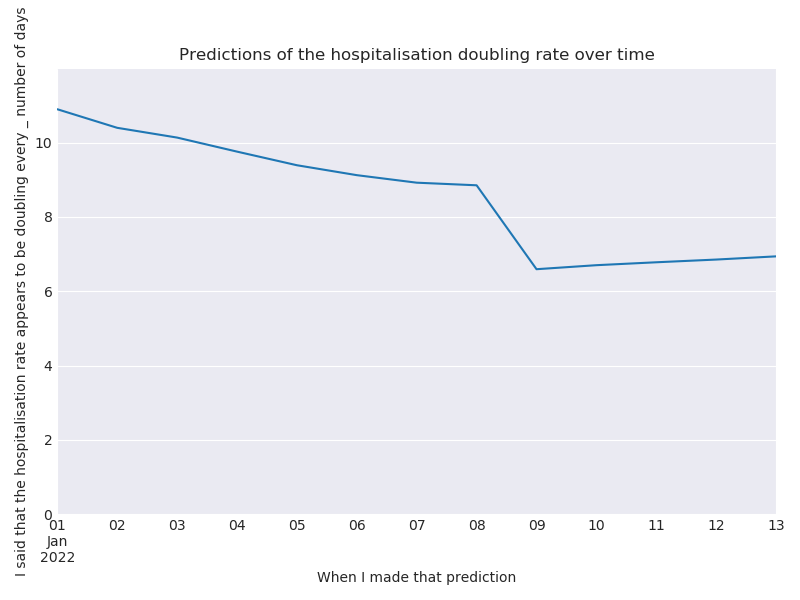 Predictions of the hospitalisation doubling rate over time
I said that the hospitalisation rate appears to be doubling every _ number of days
10
8
6
4
2
0
01 02 03 04 05 06 07 08 09 10 11 12 13
Jan
2022
When I made that prediction